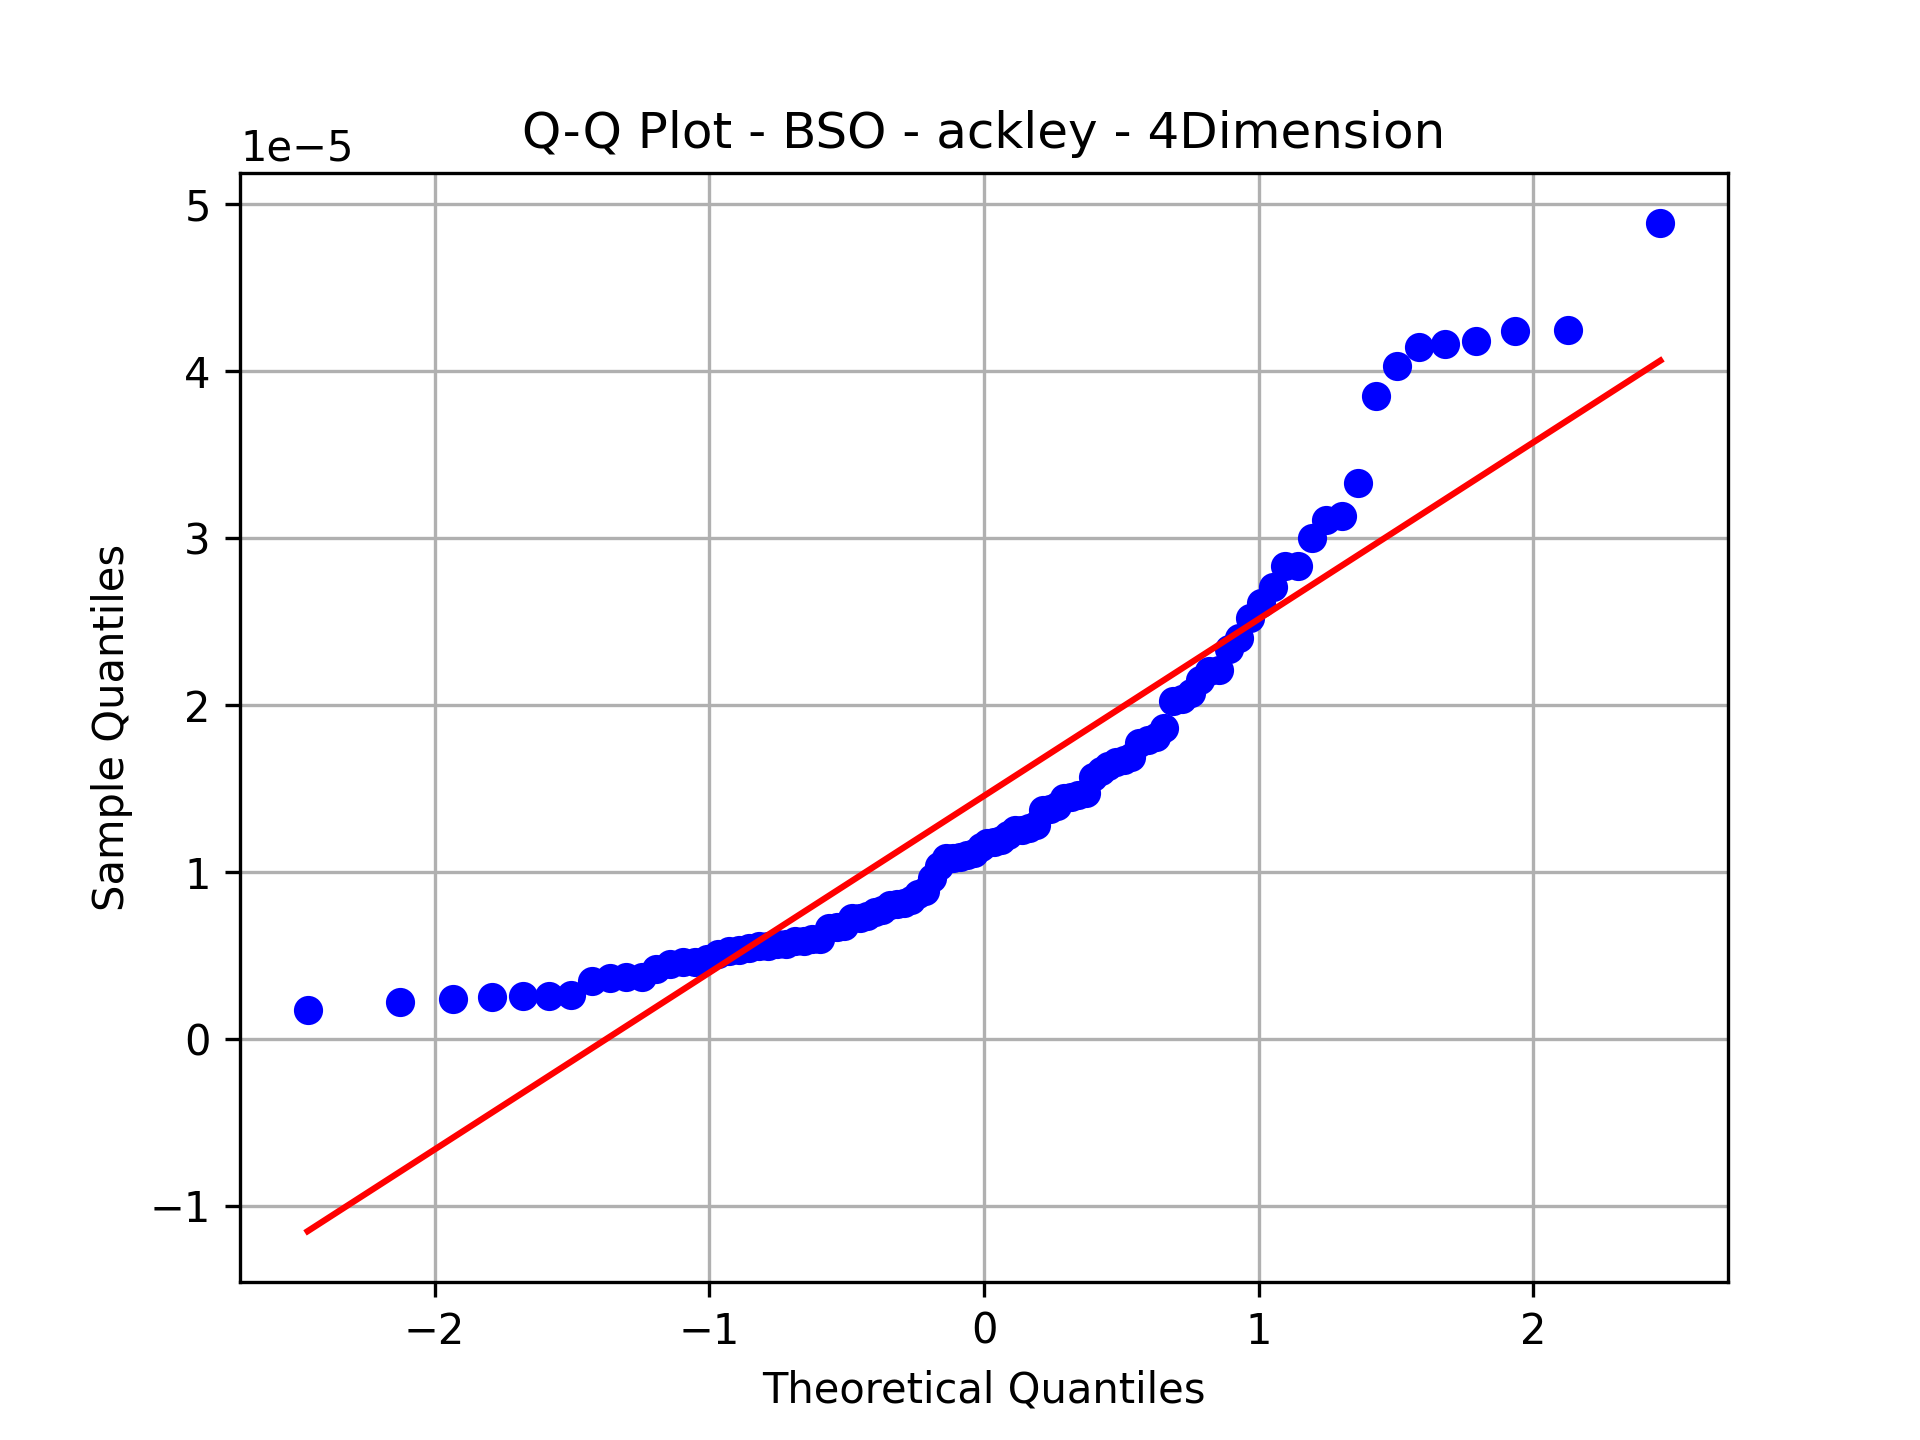 Q-Q Plot - BSO - ackley - 4Dimension
1e−5
5
4
3
2
1
0
−1
Sample Quantiles
−2 −1 0 1 2
Theoretical Quantiles